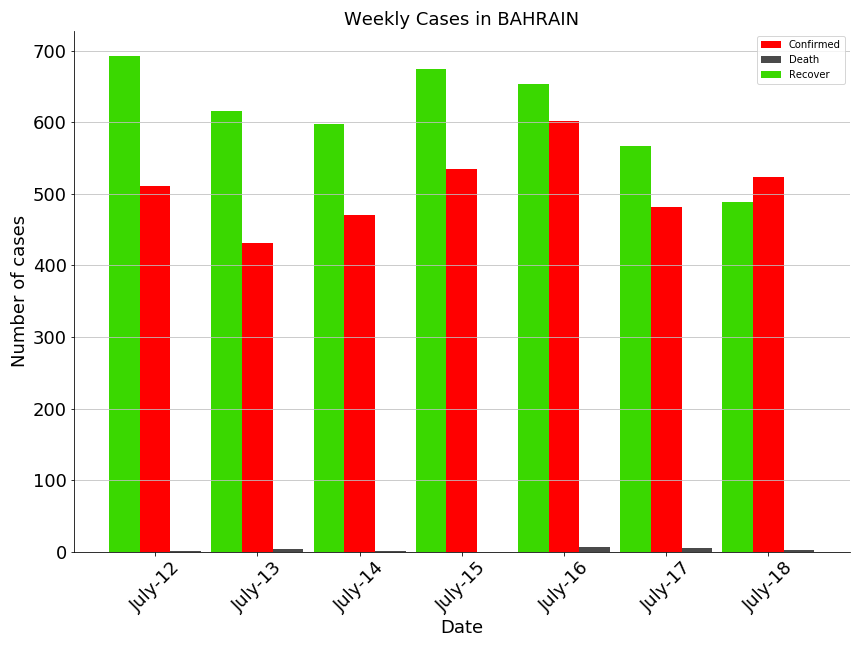 Weekly Cases in BAHRAIN
Confirmed
Death
Recover
Number of cases
700
600
500
400
300
200
100
0
July-12
July-13
July-14
July-15
July-16
July-17
July-18
Date